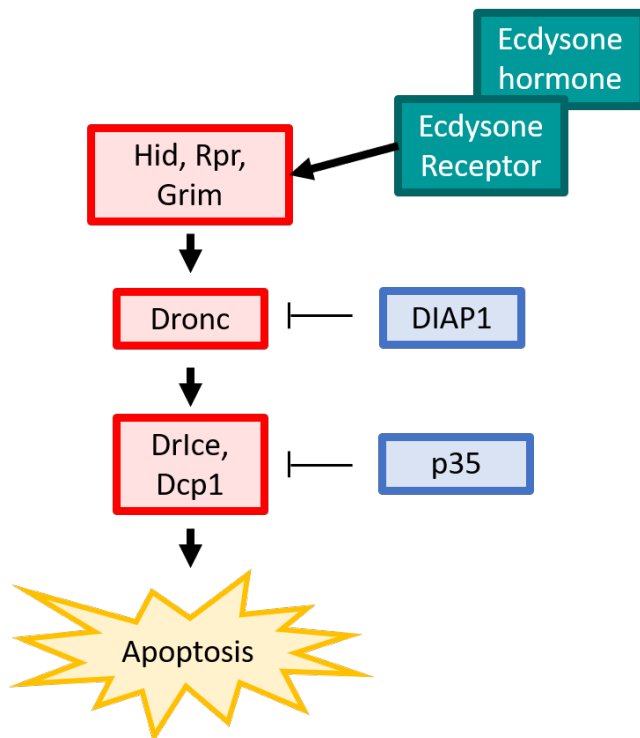 Ecdysone
hormone
Ecdysone
Receptor
Hid, Rpr,
Grim
Dronc
DIAP1
DrIce,
Dcp1
p35
Apoptosis